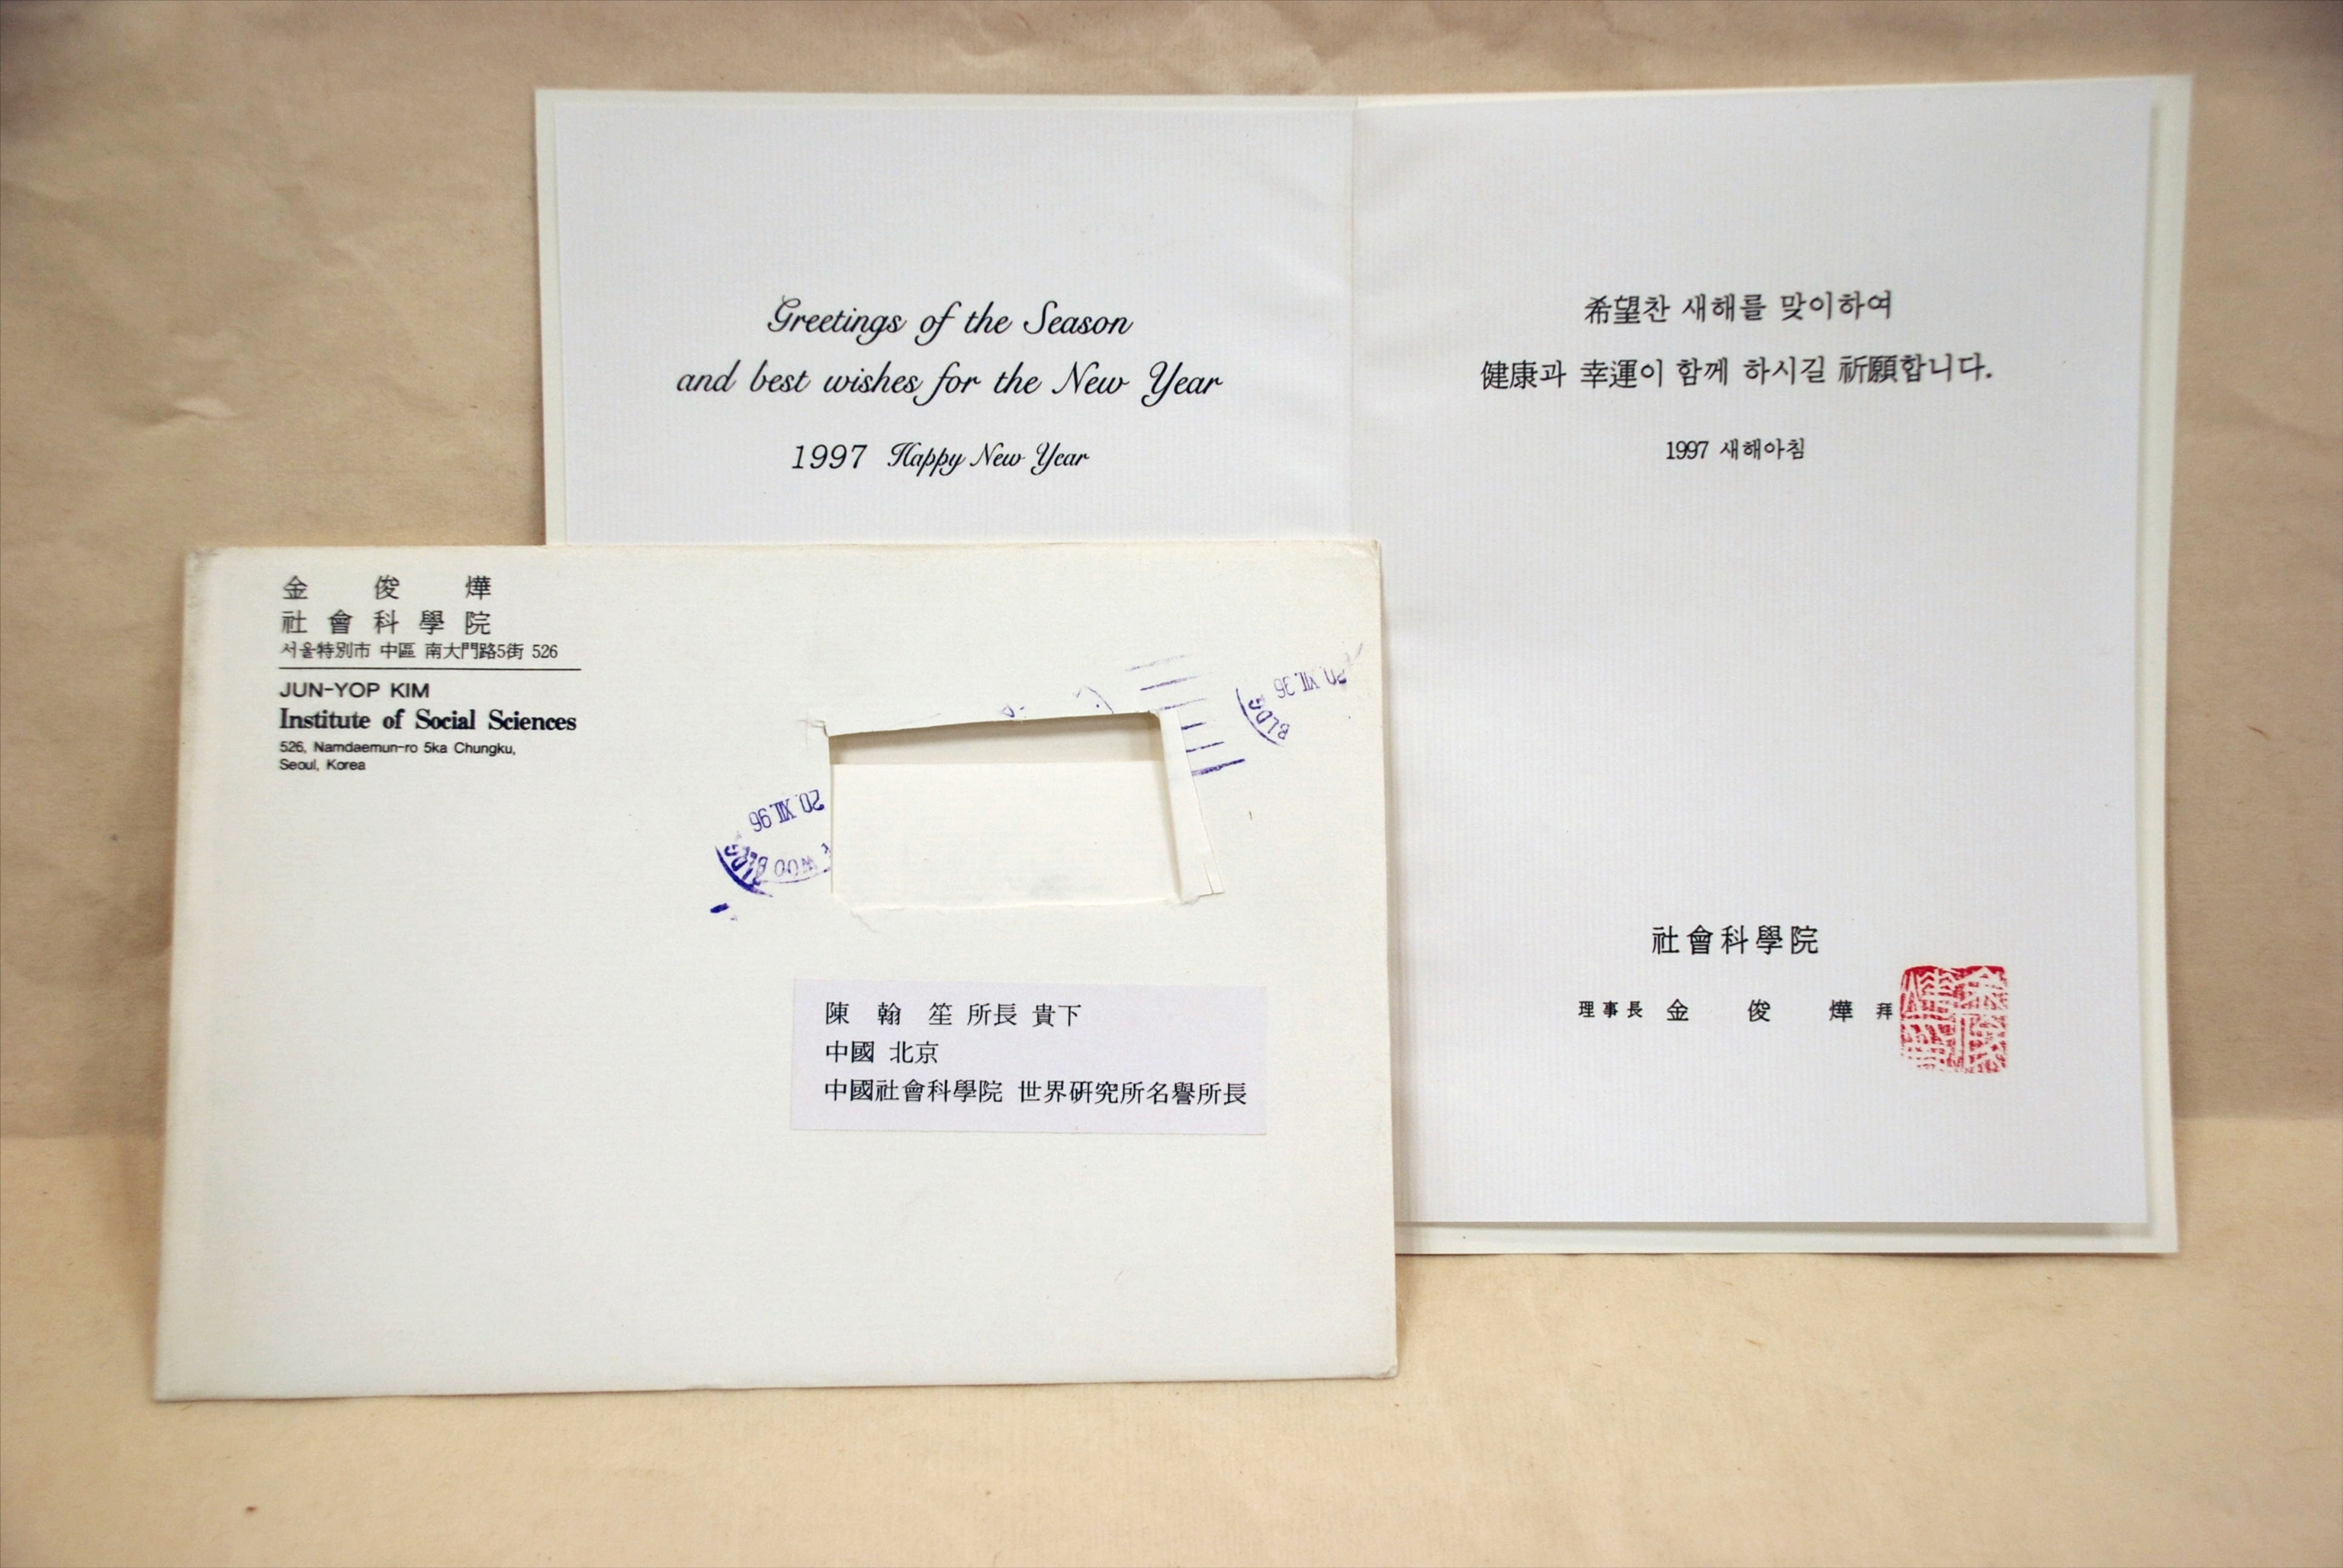 Greetings of the Season
and best wishes for the New Year
1997 Happy New Year
希望찬 새해를 맞이하여
健康과 幸運이 함께 하시길 祈願합니다.
1997 새해아침
社會科學院
理事長 金 俊 燁 拜
金 俊 燁
社會科學院
서울特別市 中區 南大門路5街 526
JUN-YOP KIM
Institute of Social Sciences
526, Namdaemun-ro 5ka Chungku,
Seoul, Korea
20.XII.96
BLDG
20.XII.96
WOO BLDG
陳 翰 笙 所長 貴下
中國 北京
中國社會科學院 世界硏究所名譽所長